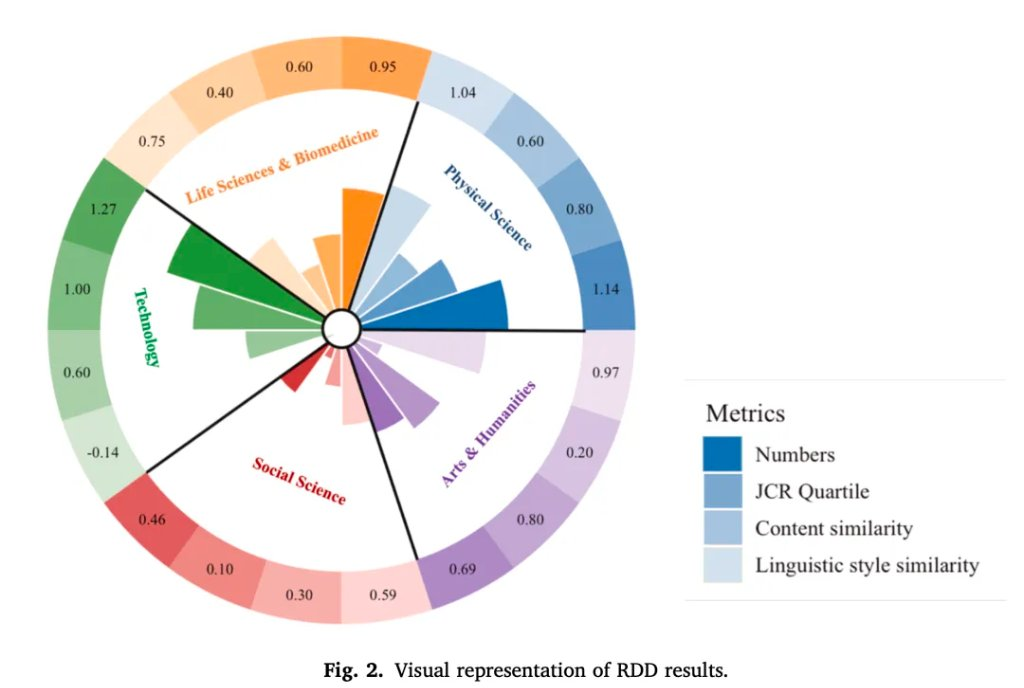 0.95
1.04
0.60
0.80
1.14
0.97
0.20
0.80
0.69
0.59
0.30
0.10
0.46
-0.14
0.60
1.00
1.27
0.75
0.40
0.60
Life Sciences & Biomedicine
Physical Science
Technology
Social Science
Arts & Humanities
Metrics
Numbers
JCR Quartile
Content similarity
Linguistic style similarity
Fig. 2. Visual representation of RDD results.